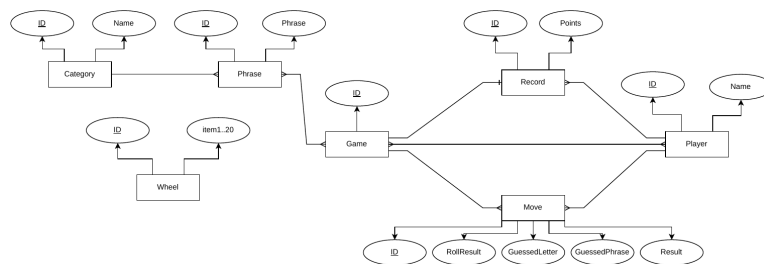 ID
Name
ID
Phrase
Category
Phrase
ID
Points
Record
ID
Name
ID
Game
Player
ID
item1..20
Wheel
Move
ID
RollResult
GuessedLetter
GuessedPhrase
Result